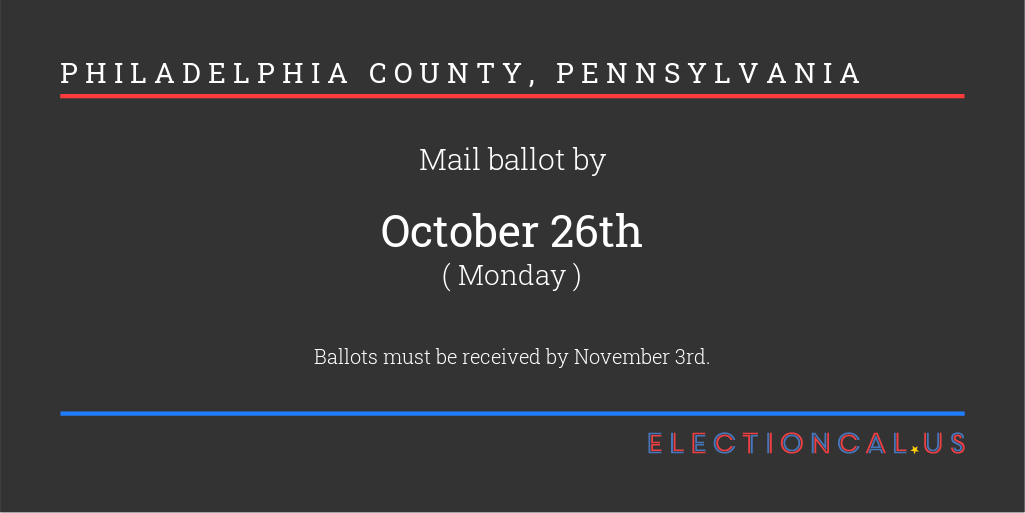 PHILADELPHIA COUNTY, PENNSYLVANIA
Mail ballot by
October 26th
( Monday )
Ballots must be received by November 3rd.
ELECTIONCAL.US